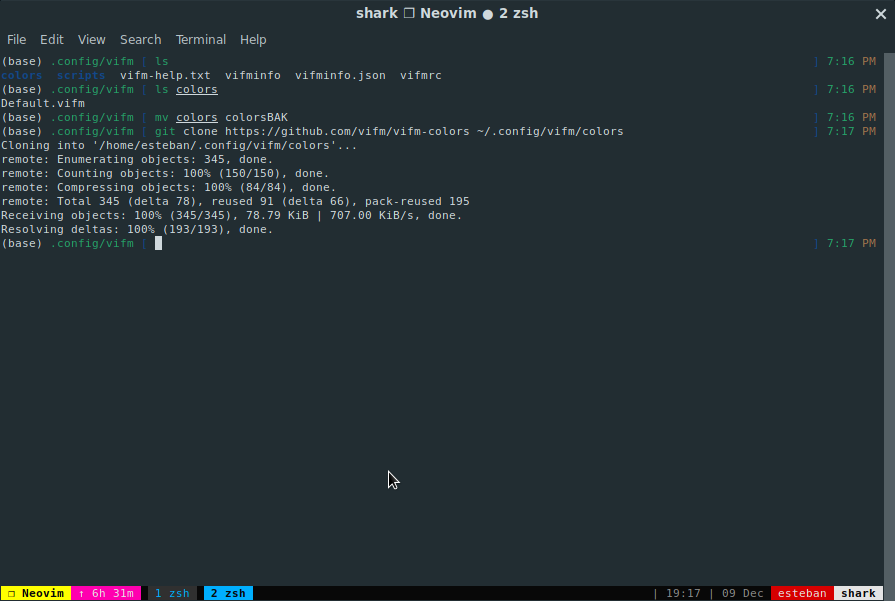 shark ❐ Neovim ● 2 zsh
File Edit View Search Terminal Help
(base) .config/vifm | ls ] 7:16 PM
colors scripts vifm-help.txt vifminfo vifminfo.json vifmrc
(base) .config/vifm | ls colors ] 7:16 PM
Default.vifm
(base) .config/vifm | mv colors colorsBAK ] 7:16 PM
(base) .config/vifm | git clone https://github.com/vifm/vifm-colors ~/.config/vifm/colors ] 7:17 PM
Cloning into '/home/esteban/.config/vifm/colors'...
remote: Enumerating objects: 345, done.
remote: Counting objects: 100% (150/150), done.
remote: Compressing objects: 100% (84/84), done.
remote: Total 345 (delta 78), reused 91 (delta 66), pack-reused 195
Receiving objects: 100% (345/345), 78.79 KiB | 707.00 KiB/s, done.
Resolving deltas: 100% (193/193), done.
(base) .config/vifm | ] 7:17 PM
❐ Neovim ↑ 6h 31m 1 zsh 2 zsh | 19:17 | 09 Dec esteban shark